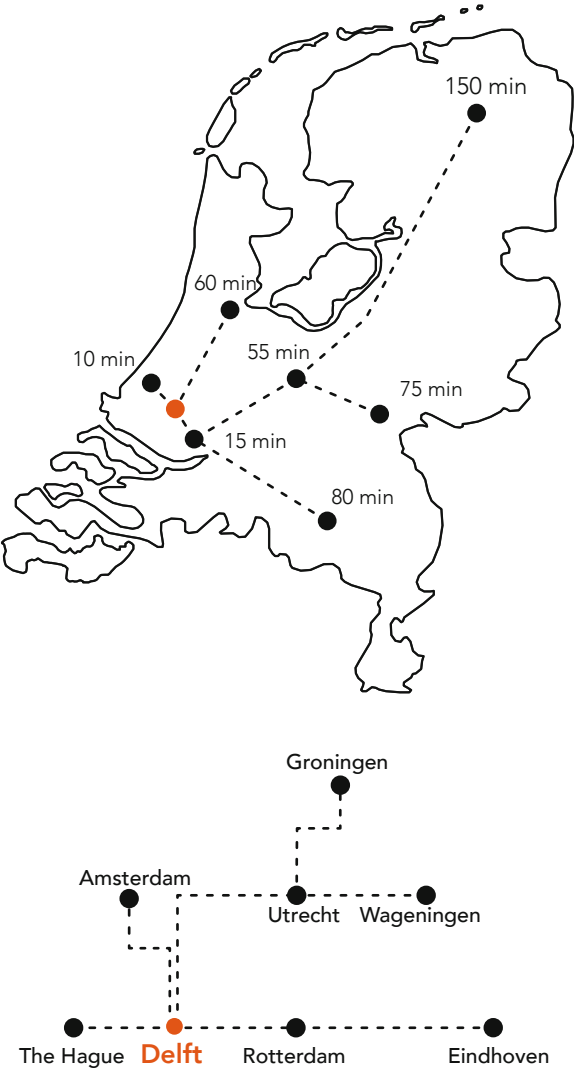 150 min
60 min
10 min
55 min
75 min
15 min
80 min
Groningen
Amsterdam
Utrecht Wageningen
The Hague Delft Rotterdam Eindhoven